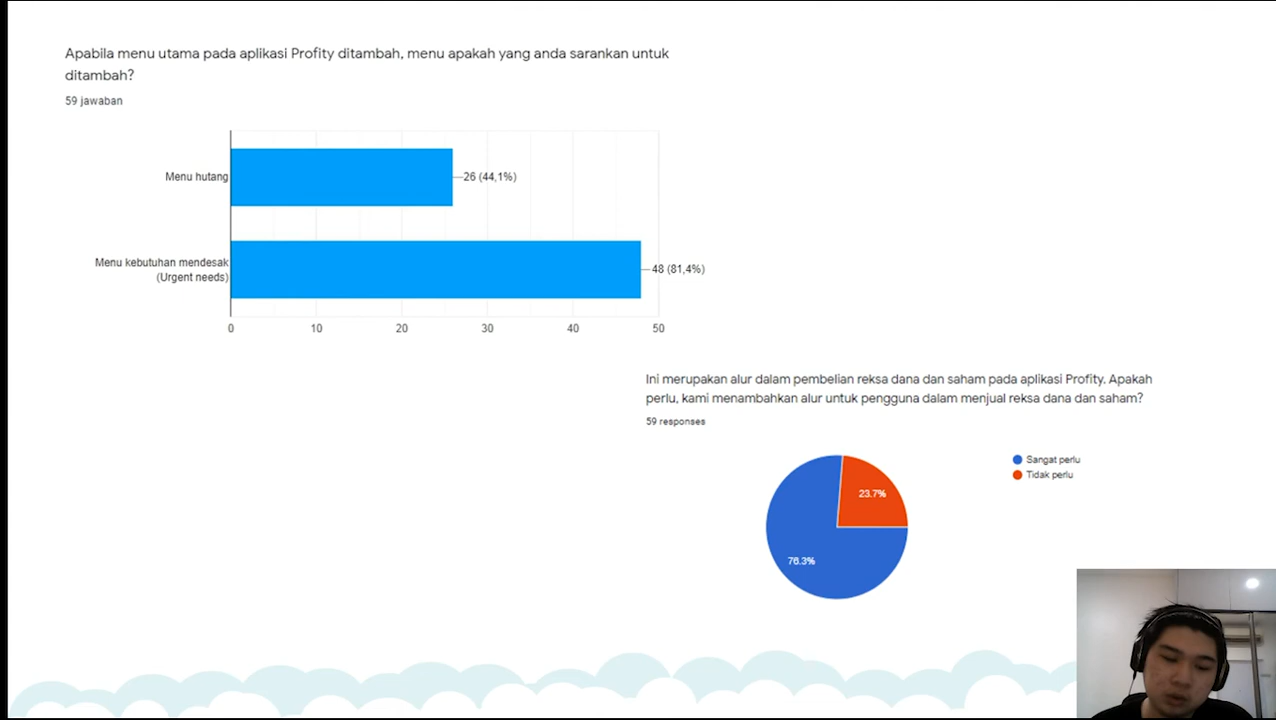 Apabila menu utama pada aplikasi Profity ditambah, menu apakah yang anda sarankan untuk
ditambah?
59 jawaban
Menu hutang
26 (44,1%)
Menu kebutuhan mendesak
(Urgent needs)
48 (81,4%)
0
10
20
30
40
50
Ini merupakan alur dalam pembelian reksa dana dan saham pada aplikasi Profity. Apakah
perlu, kami menambahkan alur untuk pengguna dalam menjual reksa dana dan saham?
59 responses
Sangat perlu
Tidak perlu
23.7%
76.3%